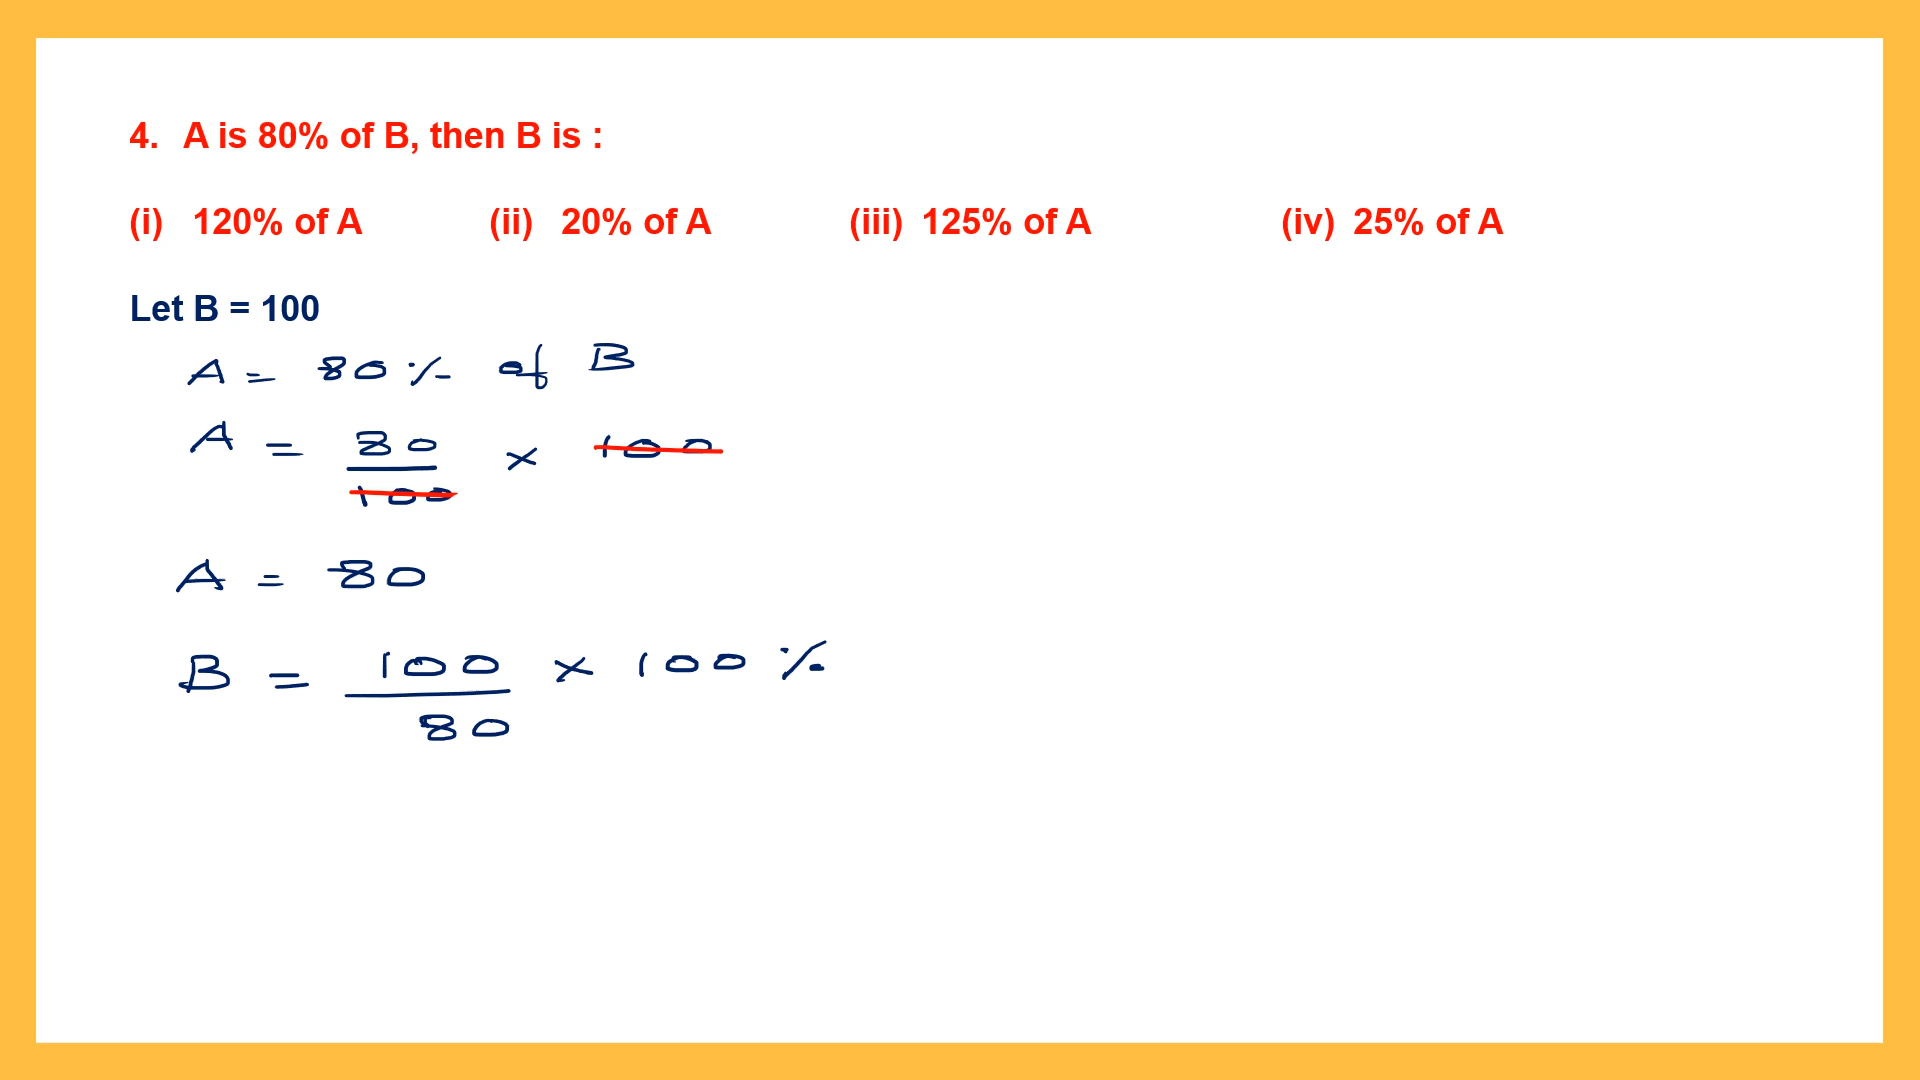 4. A is 80% of B, then B is :
(i) 120% of A (ii) 20% of A (iii) 125% of A (iv) 25% of A
Let B = 100
A = 80 % of B
A = 80/100 × 100
A = 80
B = 100/80 × 100 %